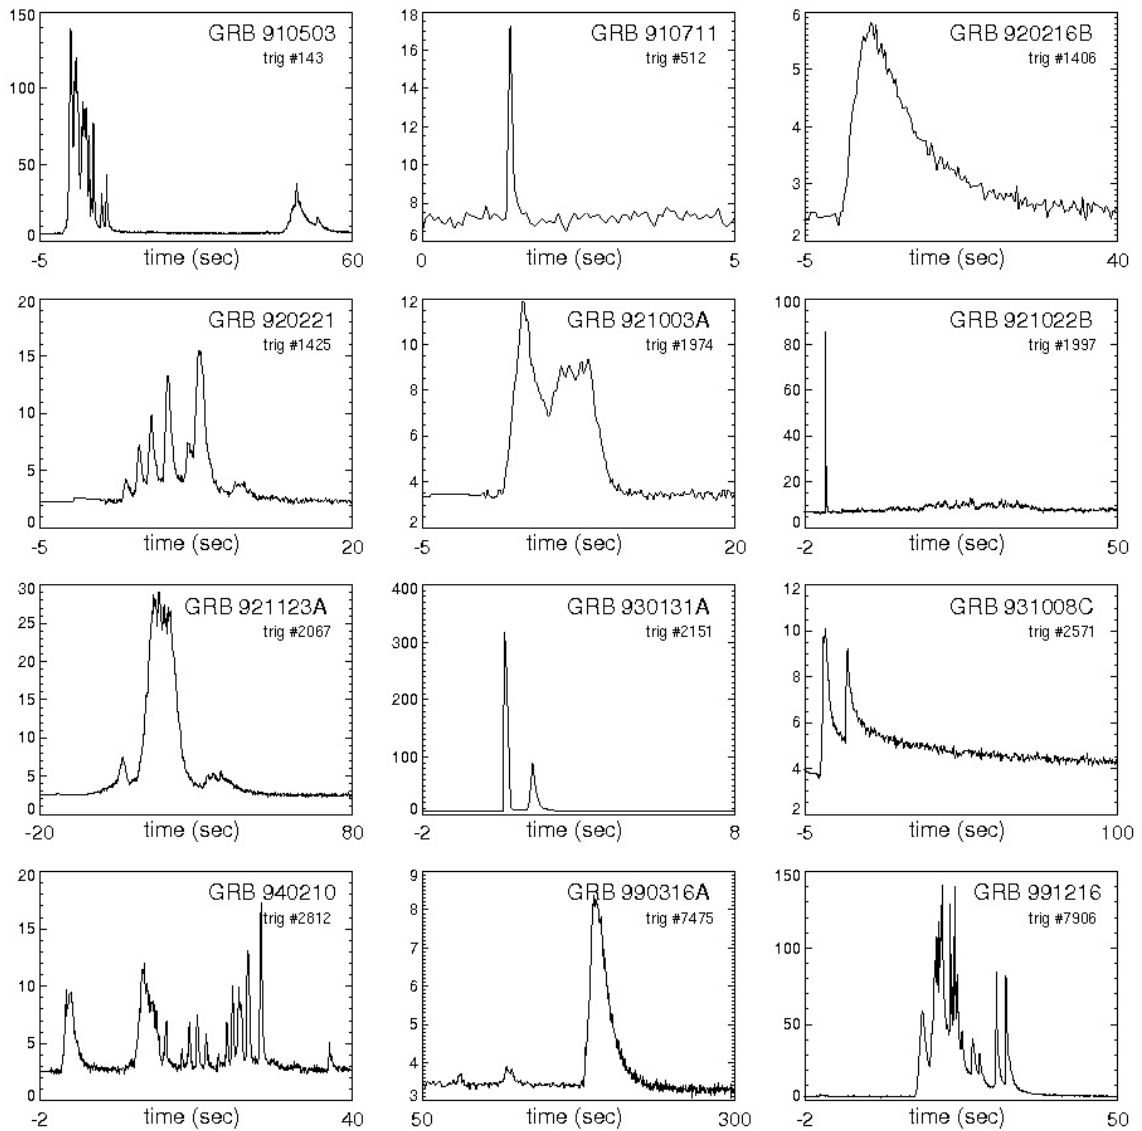 150
100
50
0
-5
time (sec)
60
GRB 910503
trig #143
18
16
14
12
10
8
6
0
time (sec)
5
GRB 910711
trig #512
6
5
4
3
2
-5
time (sec)
40
GRB 920216B
trig #1406
20
15
10
5
0
-5
time (sec)
20
GRB 920221
trig #1425
12
10
8
6
4
2
-5
time (sec)
20
GRB 921003A
trig #1974
100
80
60
40
20
0
-2
time (sec)
50
GRB 921022B
trig #1997
30
25
20
15
10
5
0
-20
time (sec)
80
GRB 921123A
trig #2067
400
300
200
100
0
-2
time (sec)
8
GRB 930131A
trig #2151
12
10
8
6
4
2
-5
time (sec)
100
GRB 931008C
trig #2571
20
15
10
5
0
-2
time (sec)
40
GRB 940210
trig #2812
9
8
7
6
5
4
3
50
time (sec)
300
GRB 990316A
trig #7475
150
100
50
0
-2
time (sec)
50
GRB 991216
trig #7906